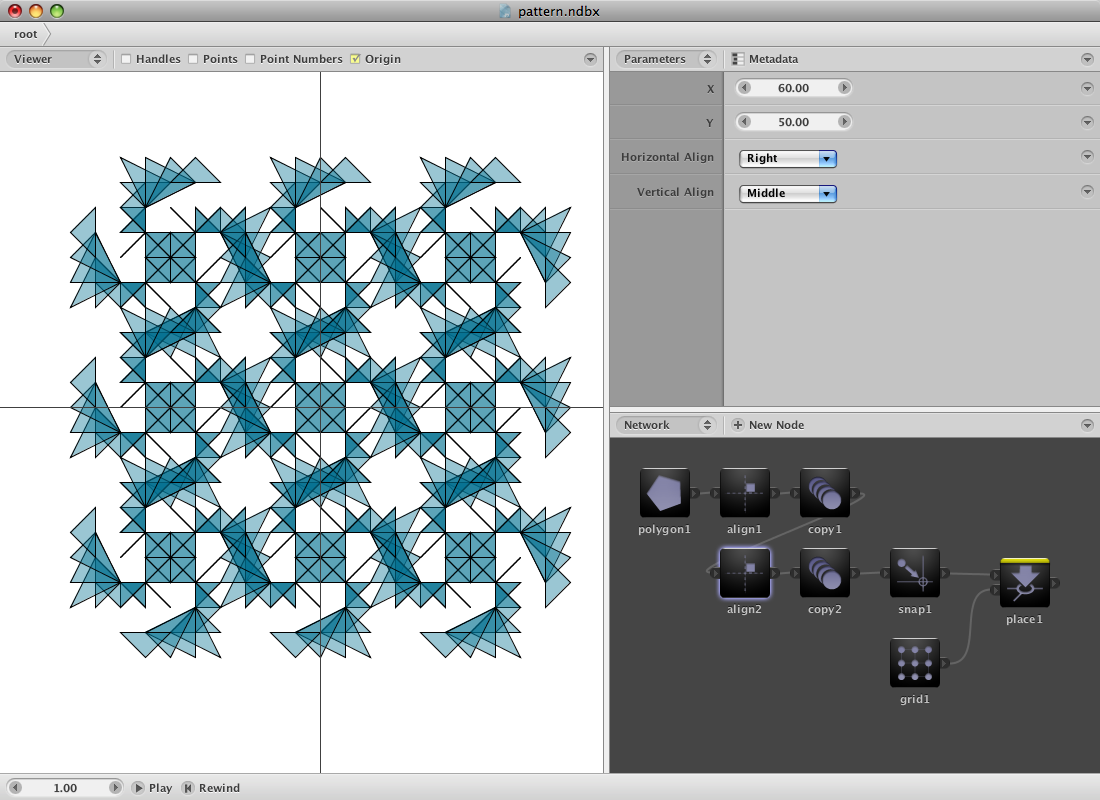 pattern.ndbx
root
Viewer Handles Points Point Numbers Origin
Parameters Metadata
X 60.00
Y 50.00
Horizontal Align Right
Vertical Align Middle
Network New Node
polygon1 align1 copy1
align2 copy2 snap1 place1
grid1
1.00 Play Rewind